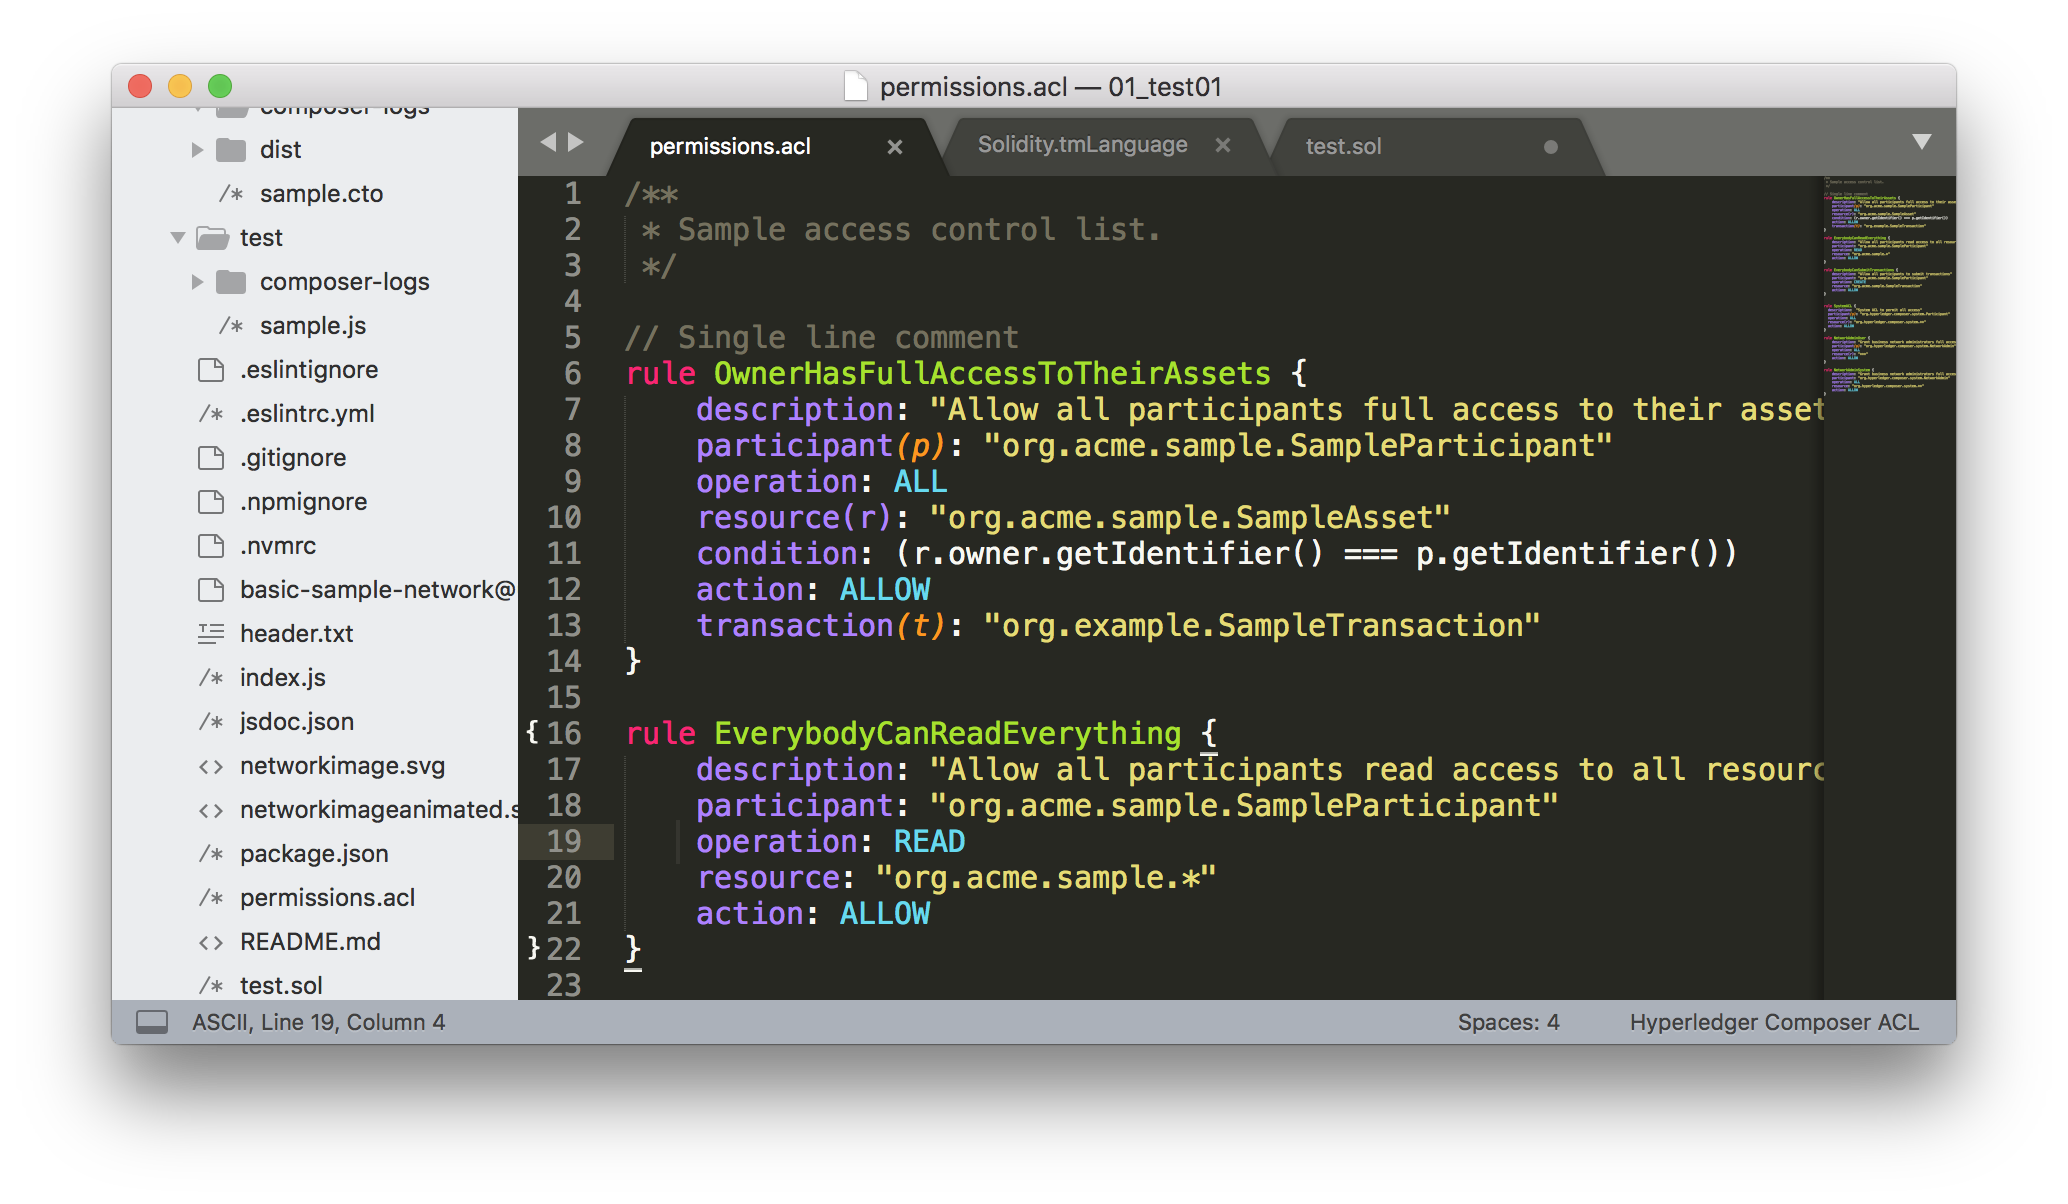 permissions.acl — 01_test01
composer-logs
dist
/* sample.cto
test
composer-logs
/* sample.js
.eslintignore
/* .eslintrc.yml
.gitignore
.npmignore
.nvmrc
basic-sample-network@
header.txt
/* index.js
/* jsdoc.json
<> networkimage.svg
<> networkimageanimated.s
/* package.json
/* permissions.acl
<> README.md
/* test.sol
permissions.acl × Solidity.tmLanguage × test.sol
1 /**
2 * Sample access control list.
3 */
4
5 // Single line comment
6 rule OwnerHasFullAccessToTheirAssets {
7 description: "Allow all participants full access to their asset
8 participant(p): "org.acme.sample.SampleParticipant"
9 operation: ALL
10 resource(r): "org.acme.sample.SampleAsset"
11 condition: (r.owner.getIdentifier() === p.getIdentifier())
12 action: ALLOW
13 transaction(t): "org.example.SampleTransaction"
14 }
15
{ 16 rule EverybodyCanReadEverything {
17 description: "Allow all participants read access to all resourc
18 participant: "org.acme.sample.SampleParticipant"
19 operation: READ
20 resource: "org.acme.sample.*"
21 action: ALLOW
} 22 }
23
ASCII, Line 19, Column 4
Spaces: 4
Hyperledger Composer ACL